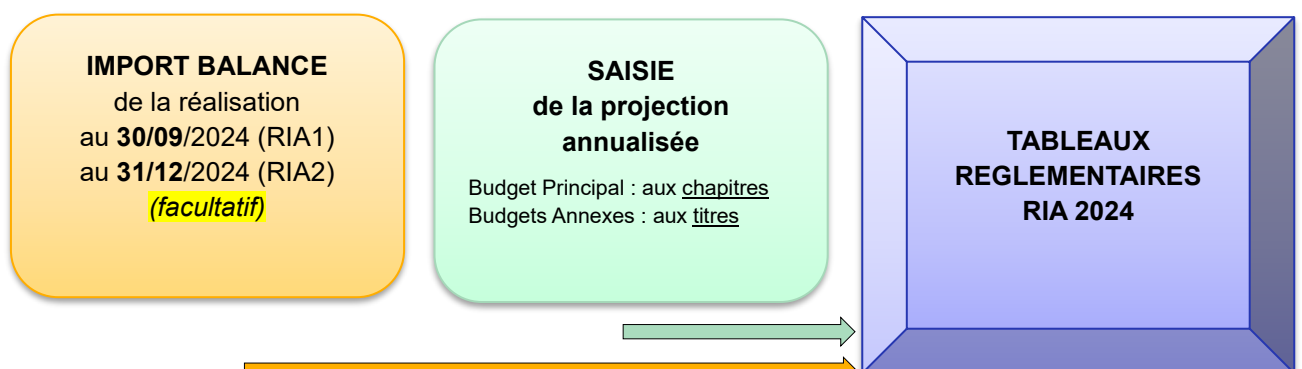 IMPORT BALANCE
de la réalisation
au 30/09/2024 (RIA1)
au 31/12/2024 (RIA2)
(facultatif)
SAISIE
de la projection
annualisée
Budget Principal : aux chapitres
Budgets Annexes : aux titres
TABLEAUX
REGLEMENTAIRES
RIA 2024